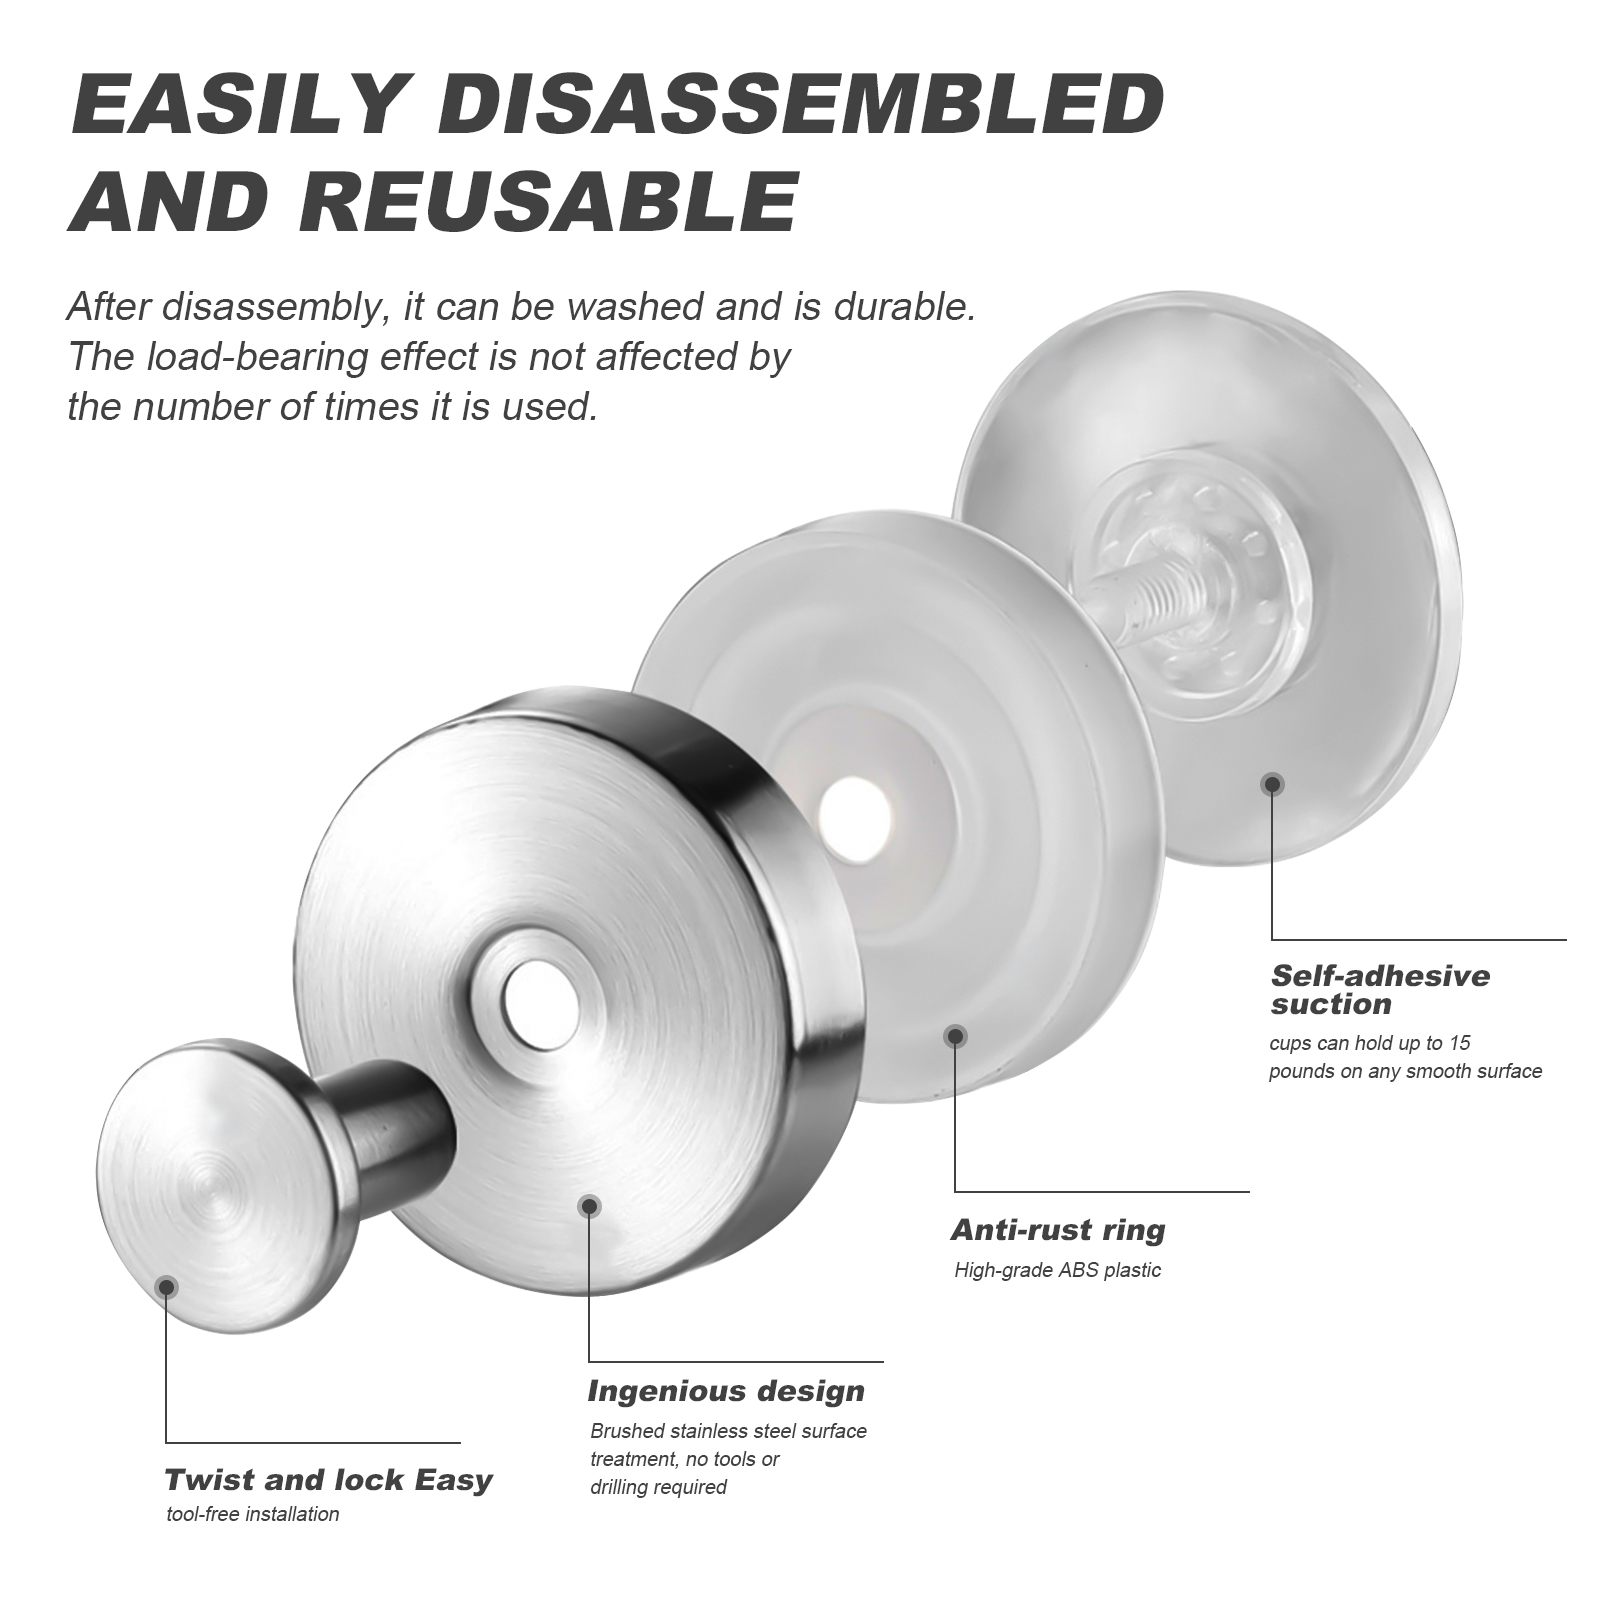 EASILY DISASSEMBLED
AND REUSABLE
After disassembly, it can be washed and is durable.
The load-bearing effect is not affected by
the number of times it is used.
Self-adhesive
suction
cups can hold up to 15
pounds on any smooth surface
Anti-rust ring
High-grade ABS plastic
Ingenious design
Brushed stainless steel surface
treatment, no tools or
drilling required
Twist and lock Easy
tool-free installation